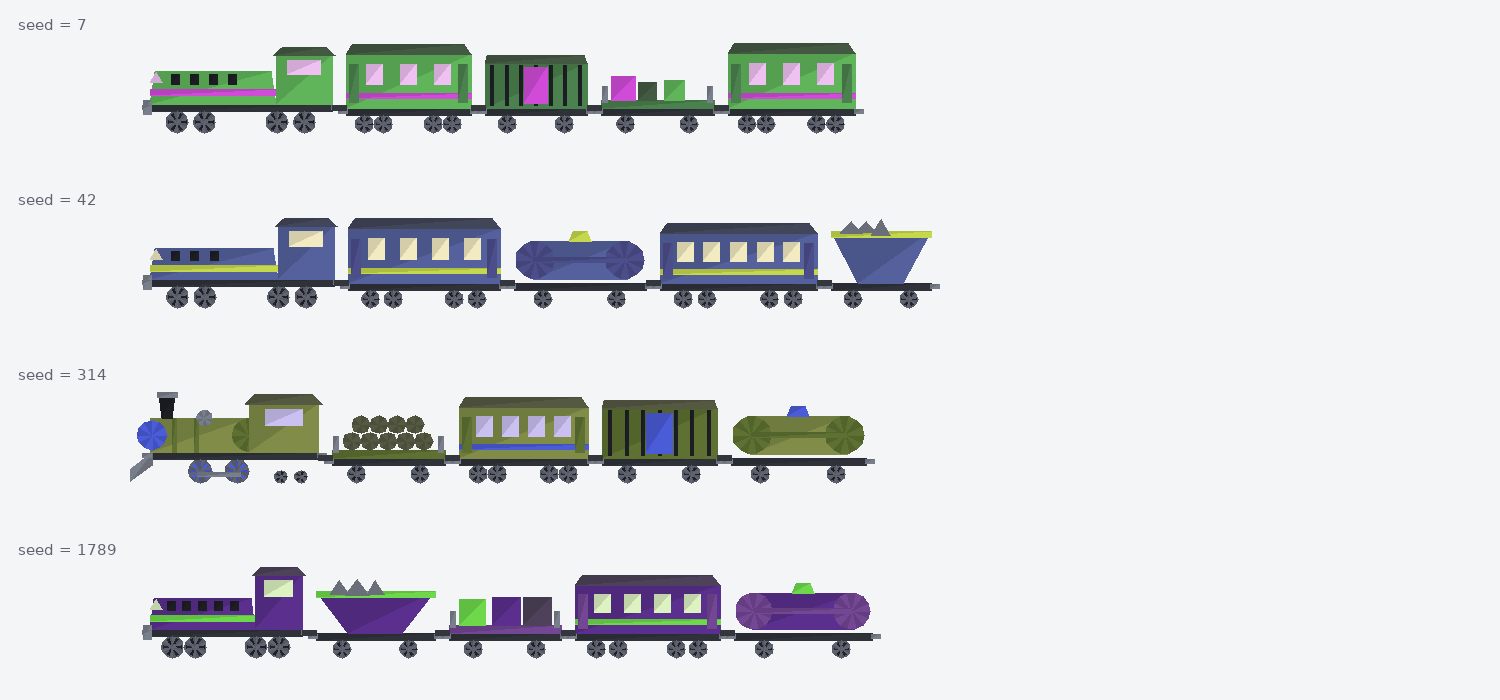 seed = 7
seed = 42
seed = 314
seed = 1789